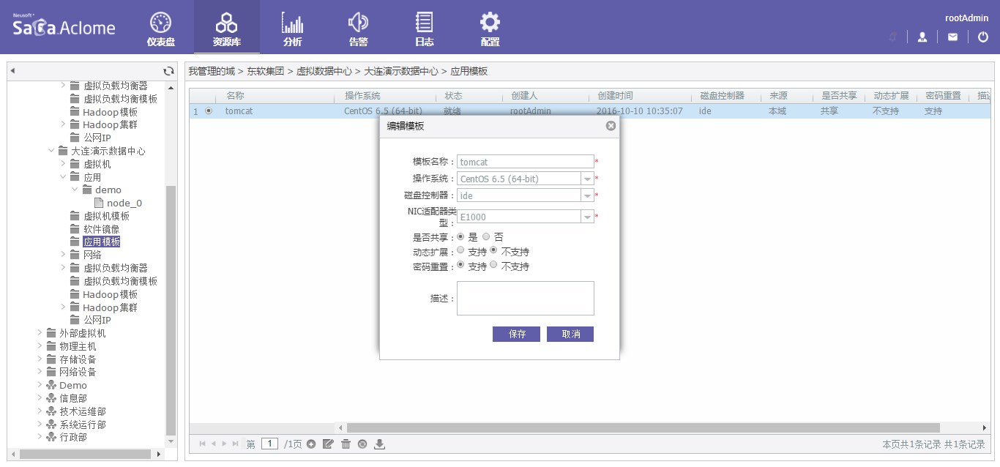 Neusoft
SaCa.Aclome
仪表盘
资源库
分析
告警
日志
配置
rootAdmin
虚拟负载均衡器
虚拟负载均衡模板
Hadoop模板
Hadoop集群
公网IP
大连演示数据中心
虚拟机
应用
demo
node_0
虚拟机模板
软件镜像
应用模板
网络
虚拟负载均衡器
虚拟负载均衡模板
Hadoop模板
Hadoop集群
公网IP
外部虚拟机
物理主机
存储设备
网络设备
Demo
信息部
技术运维部
系统运行部
行政部
我管理的域 > 东软集团 > 虚拟数据中心 > 大连演示数据中心 > 应用模板
名称 操作系统 状态 创建人 创建时间 磁盘控制器 来源 是否共享 动态扩展 密码重置 描述
1 tomcat CentOS 6.5 (64-bit) 就绪 rootAdmin 2016-10-10 10:35:07 ide 本域 共享 不支持 支持
编辑模板
模板名称： tomcat *
操作系统： CentOS 6.5 (64-bit) *
磁盘控制器： ide *
NIC适配器类
型： E1000 *
是否共享： 是 否
动态扩展： 支持 不支持
密码重置： 支持 不支持
描述：
保存 取消
第 1 /1页
本页共1条记录 共1条记录